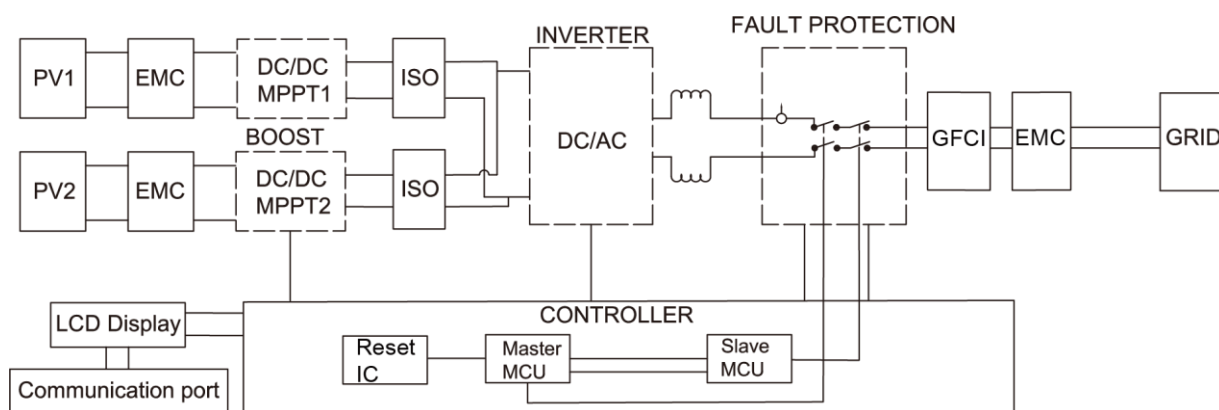 INVERTER
FAULT PROTECTION
PV1
EMC
DC/DC
MPPT1
ISO
BOOST
DC/AC
GFCI
EMC
GRID
PV2
EMC
DC/DC
MPPT2
ISO
CONTROLLER
LCD Display
Communication port
Reset
IC
Master
MCU
Slave
MCU